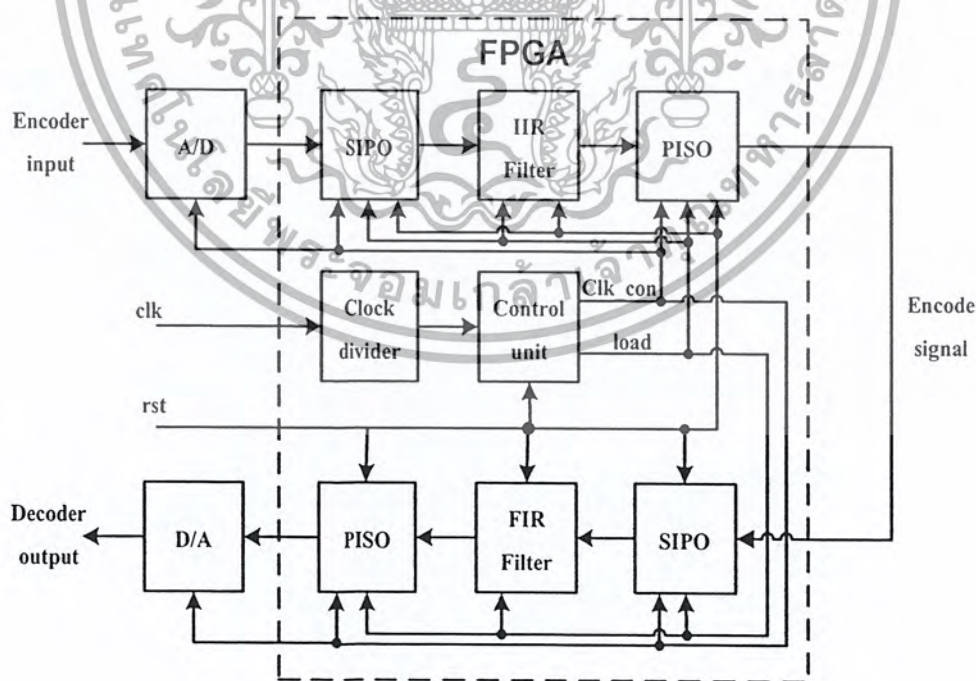 FPGA
Encoder
input
A/D
SIPO
IIR
Filter
PISO
clk
Clock
divider
Control
unit
Clk con
load
Encode
signal
rst
Decoder
output
D/A
PISO
FIR
Filter
SIPO